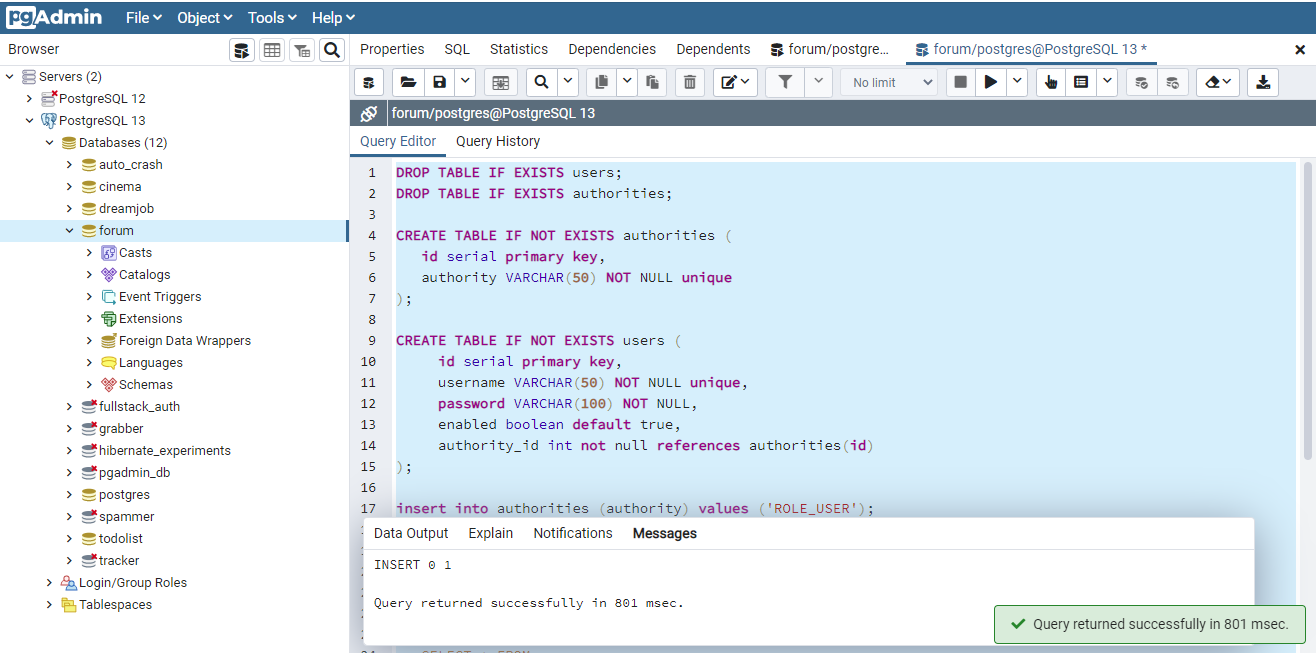 pgAdmin File Object Tools Help
Browser
Properties SQL Statistics Dependencies Dependents forum/postgre... forum/postgres@PostgreSQL 13 *
No limit
forum/postgres@PostgreSQL 13
Query Editor Query History
Servers (2)
PostgreSQL 12
PostgreSQL 13
Databases (12)
auto_crash
cinema
dreamjob
forum
Casts
Catalogs
Event Triggers
Extensions
Foreign Data Wrappers
Languages
Schemas
fullstack_auth
grabber
hibernate_experiments
pgadmin_db
postgres
spammer
todolist
tracker
Login/Group Roles
Tablespaces
1 DROP TABLE IF EXISTS users;
2 DROP TABLE IF EXISTS authorities;
3
4 CREATE TABLE IF NOT EXISTS authorities (
5 id serial primary key,
6 authority VARCHAR(50) NOT NULL unique
7 );
8
9 CREATE TABLE IF NOT EXISTS users (
10 id serial primary key,
11 username VARCHAR(50) NOT NULL unique,
12 password VARCHAR(100) NOT NULL,
13 enabled boolean default true,
14 authority_id int not null references authorities(id)
15 );
16
17 insert into authorities (authority) values ('ROLE_USER');
Data Output Explain Notifications Messages
INSERT 0 1
Query returned successfully in 801 msec.
Query returned successfully in 801 msec.